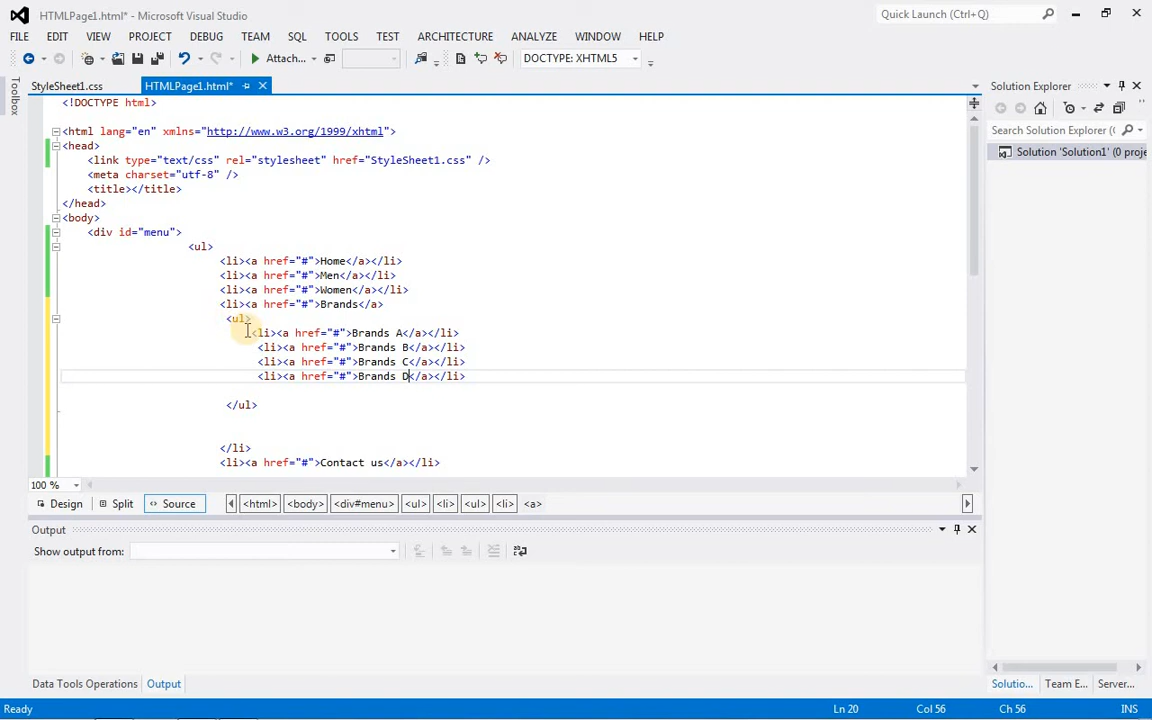 HTMLPage1.html* - Microsoft Visual Studio
Quick Launch (Ctrl+Q)
FILE EDIT VIEW PROJECT DEBUG TEAM SQL TOOLS TEST ARCHITECTURE ANALYZE WINDOW HELP
Attach... DOCTYPE: XHTML5
Toolbox
StyleSheet1.css HTMLPage1.html*
<!DOCTYPE html>
<html lang="en" xmlns="http://www.w3.org/1999/xhtml">
<head>
<link type="text/css" rel="stylesheet" href="StyleSheet1.css" />
<meta charset="utf-8" />
<title></title>
</head>
<body>
<div id="menu">
<ul>
<li><a href="#">Home</a></li>
<li><a href="#">Men</a></li>
<li><a href="#">Women</a></li>
<li><a href="#">Brands</a>
<ul>
<li><a href="#">Brands A</a></li>
<li><a href="#">Brands B</a></li>
<li><a href="#">Brands C</a></li>
<li><a href="#">Brands D</a></li>
</ul>
</li>
<li><a href="#">Contact us</a></li>
100 %
Design Split Source <html> <body> <div#menu> <ul> <li> <ul> <li> <a>
Output
Show output from:
Data Tools Operations Output
Solution Explorer
Search Solution Explorer (
Solution 'Solution1' (0 proje
Solutio... Team E... Server...
Ready Ln 20 Col 56 Ch 56 INS